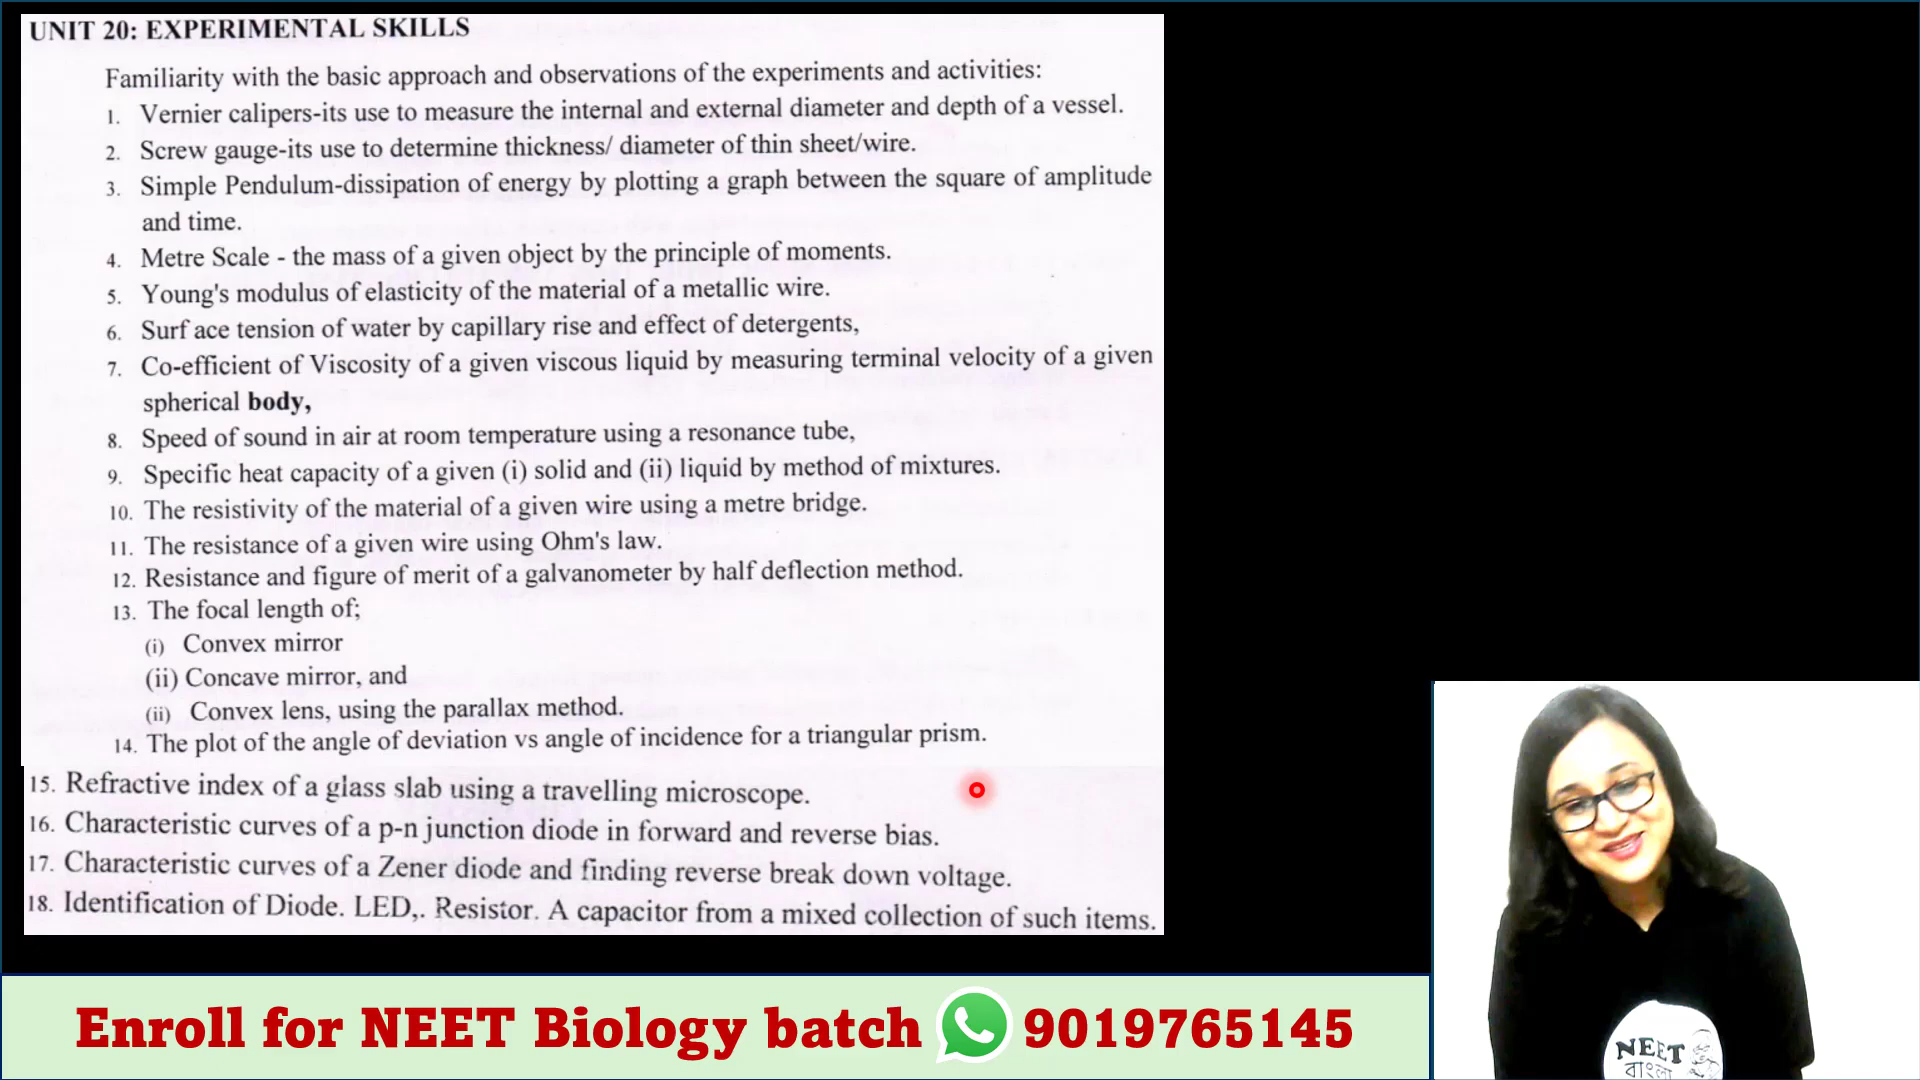 UNIT 20: EXPERIMENTAL SKILLS
Familiarity with the basic approach and observations of the experiments and activities:
1. Vernier calipers-its use to measure the internal and external diameter and depth of a vessel.
2. Screw gauge-its use to determine thickness/ diameter of thin sheet/wire.
3. Simple Pendulum-dissipation of energy by plotting a graph between the square of amplitude
and time.
4. Metre Scale - the mass of a given object by the principle of moments.
5. Young's modulus of elasticity of the material of a metallic wire.
6. Surf ace tension of water by capillary rise and effect of detergents,
7. Co-efficient of Viscosity of a given viscous liquid by measuring terminal velocity of a given
spherical body,
8. Speed of sound in air at room temperature using a resonance tube,
9. Specific heat capacity of a given (i) solid and (ii) liquid by method of mixtures.
10. The resistivity of the material of a given wire using a metre bridge.
11. The resistance of a given wire using Ohm's law.
12. Resistance and figure of merit of a galvanometer by half deflection method.
13. The focal length of;
(i) Convex mirror
(ii) Concave mirror, and
(ii) Convex lens, using the parallax method.
14. The plot of the angle of deviation vs angle of incidence for a triangular prism.
15. Refractive index of a glass slab using a travelling microscope.
16. Characteristic curves of a p-n junction diode in forward and reverse bias.
17. Characteristic curves of a Zener diode and finding reverse break down voltage.
18. Identification of Diode. LED,. Resistor. A capacitor from a mixed collection of such items.
Enroll for NEET Biology batch 9019765145
NEET
বাংলা